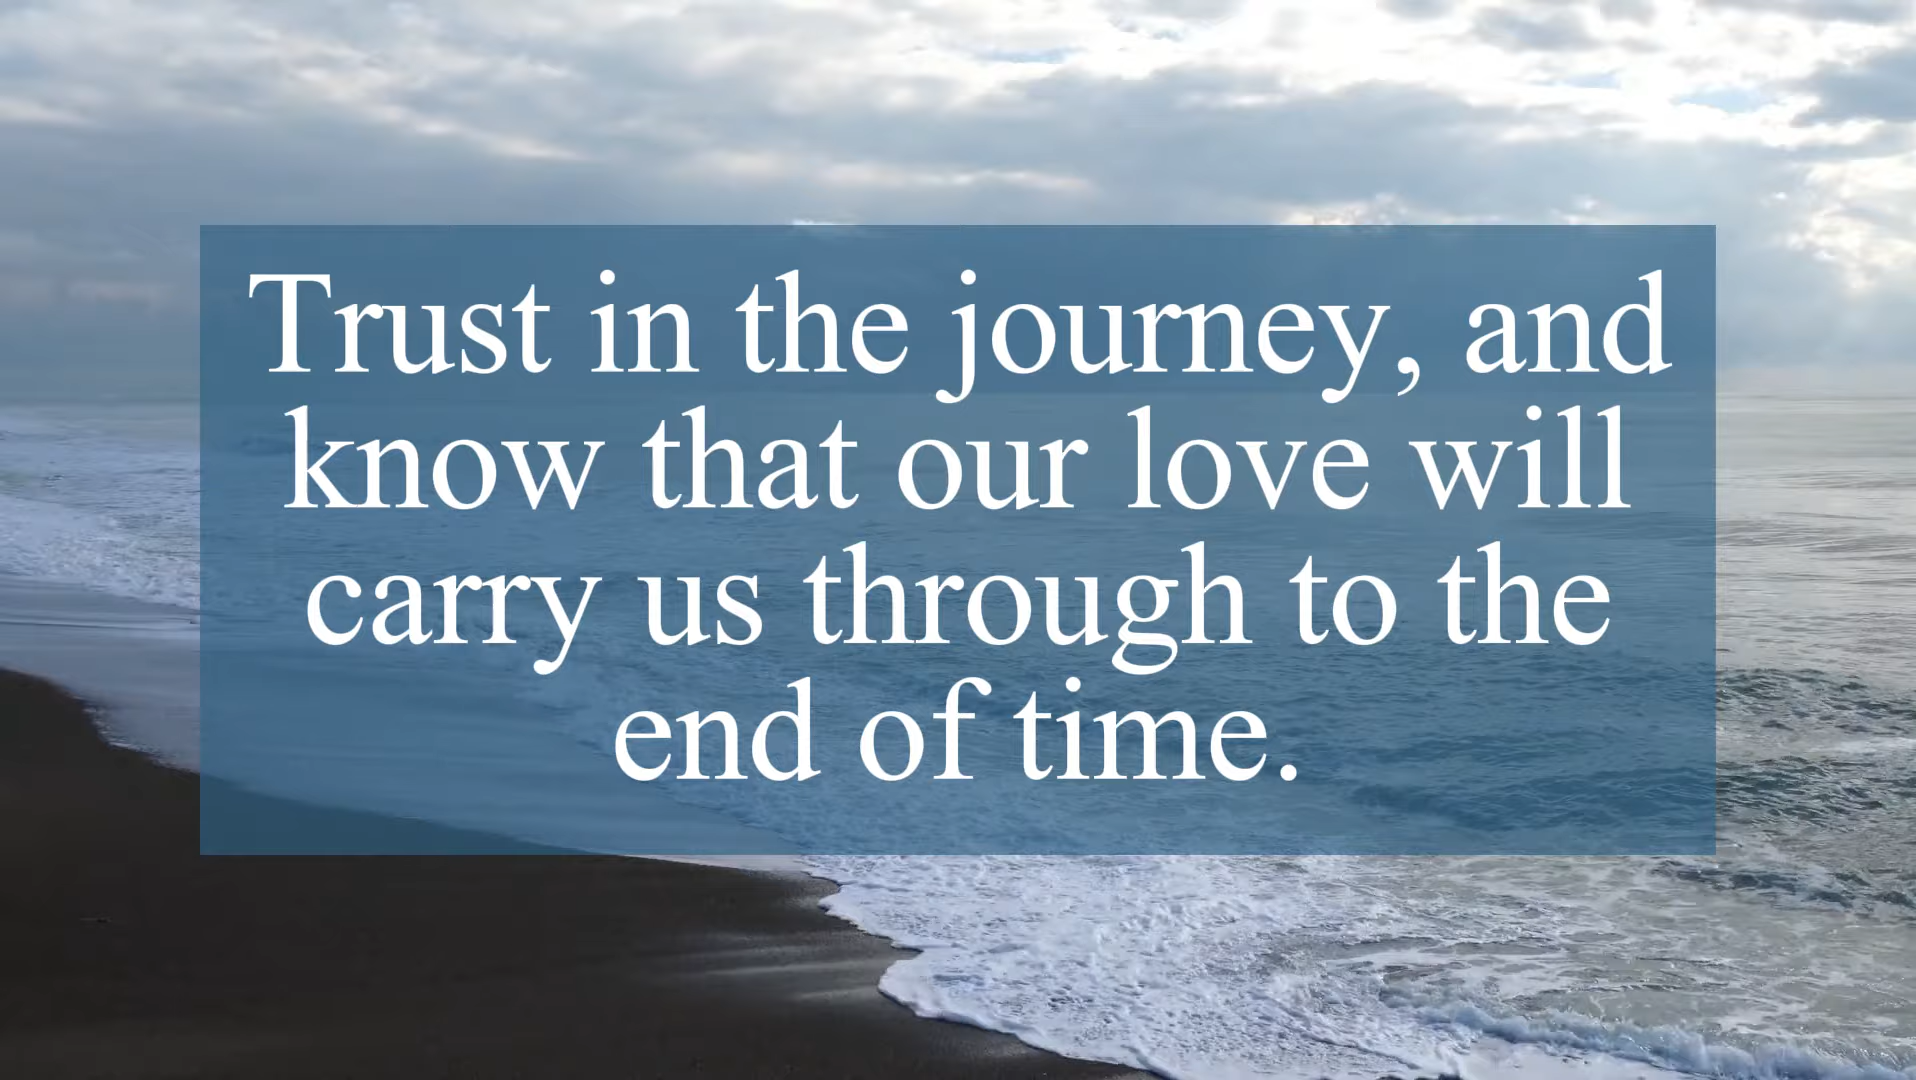 Trust in the journey, and
know that our love will
carry us through to the
end of time.